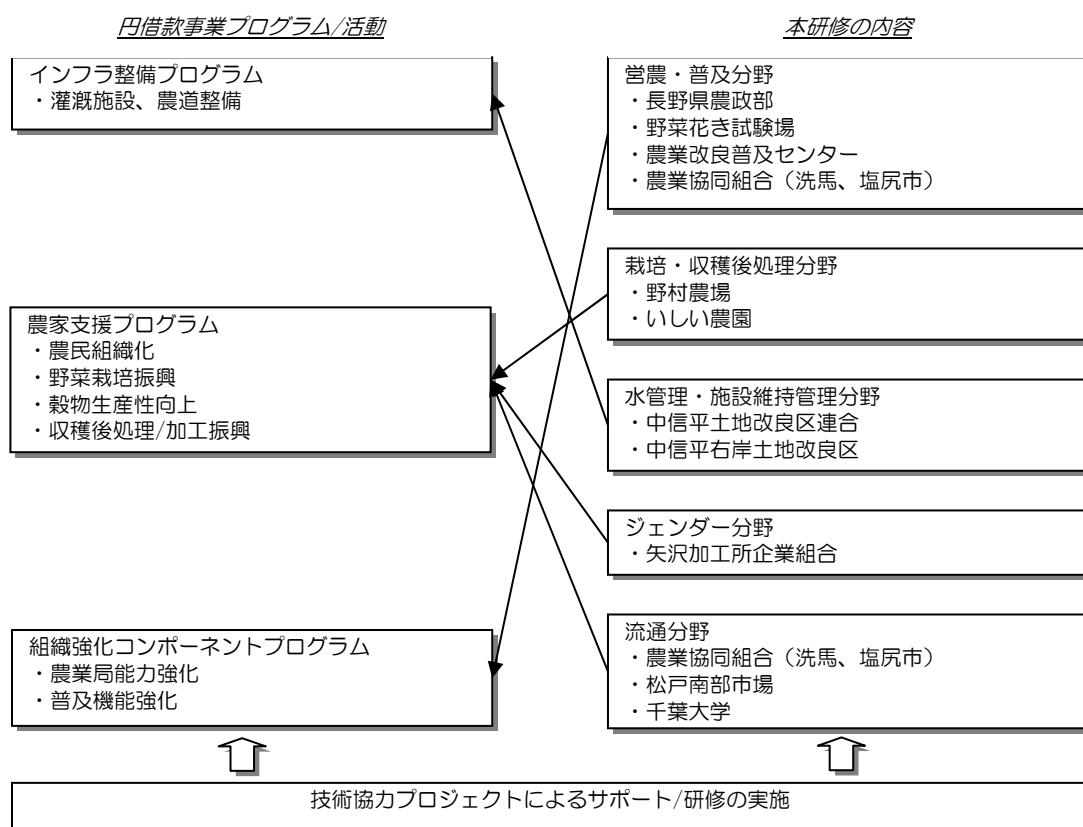 円借款事業プログラム/活動
インフラ整備プログラム
・灌漑施設、農道整備
農家支援プログラム
・農民組織化
・野菜栽培振興
・穀物生産性向上
・収穫後処理/加工振興
組織強化コンポーネントプログラム
・農業局能力強化
・普及機能強化
本研修の内容
営農・普及分野
・長野県農政部
・野菜花き試験場
・農業改良普及センター
・農業協同組合（洗馬、塩尻市）
栽培・収穫後処理分野
・野村農場
・いしい農園
水管理・施設維持管理分野
・中信平土地改良区連合
・中信平右岸土地改良区
ジェンダー分野
・矢沢加工所企業組合
流通分野
・農業協同組合（洗馬、塩尻市）
・松戸南部市場
・千葉大学
技術協力プロジェクトによるサポート/研修の実施